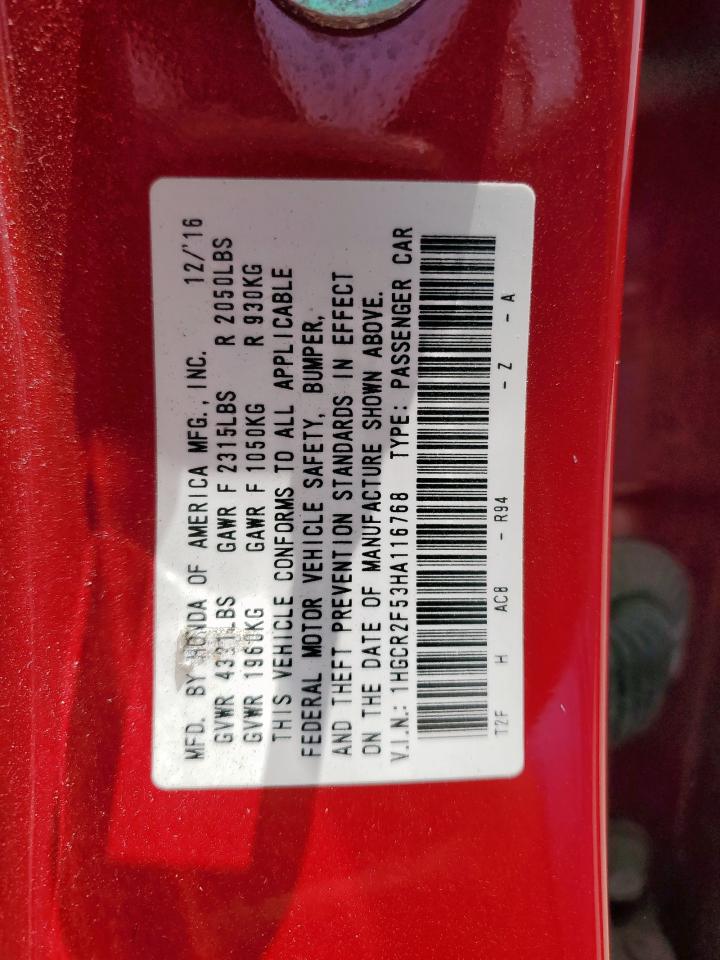 MFD. BY HONDA OF AMERICA MFG., INC. 12/'16
GVWR 4331LBS GAWR F 2315LBS R 2050LBS
GVWR 1960KG GAWR F 1050KG R 930KG
THIS VEHICLE CONFORMS TO ALL APPLICABLE
FEDERAL MOTOR VEHICLE SAFETY, BUMPER,
AND THEFT PREVENTION STANDARDS IN EFFECT
ON THE DATE OF MANUFACTURE SHOWN ABOVE.
V.I.N.: 1HGCR2F53HA116768 TYPE: PASSENGER CAR
T2F H AC8 - R94 - Z - A